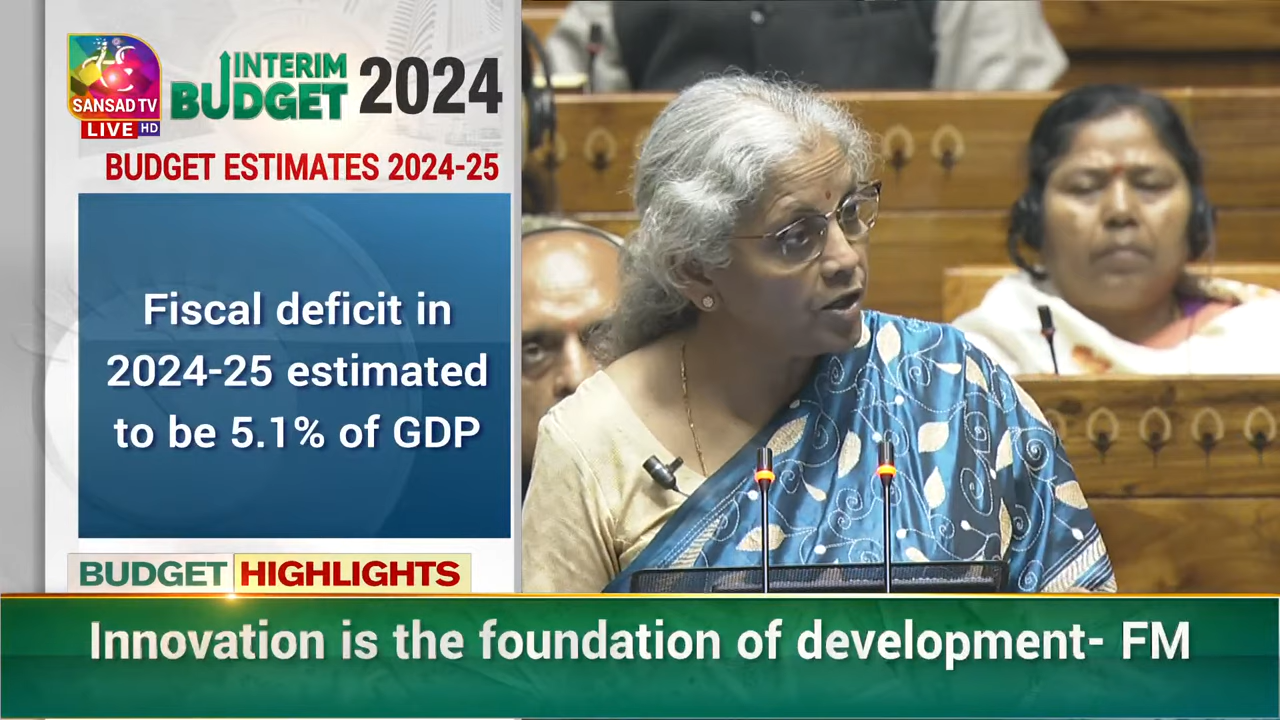 SANSAD TV
LIVE HD
INTERIM
BUDGET
2024
BUDGET ESTIMATES 2024-25
Fiscal deficit in
2024-25 estimated
to be 5.1% of GDP
BUDGET HIGHLIGHTS
Innovation is the foundation of development- FM